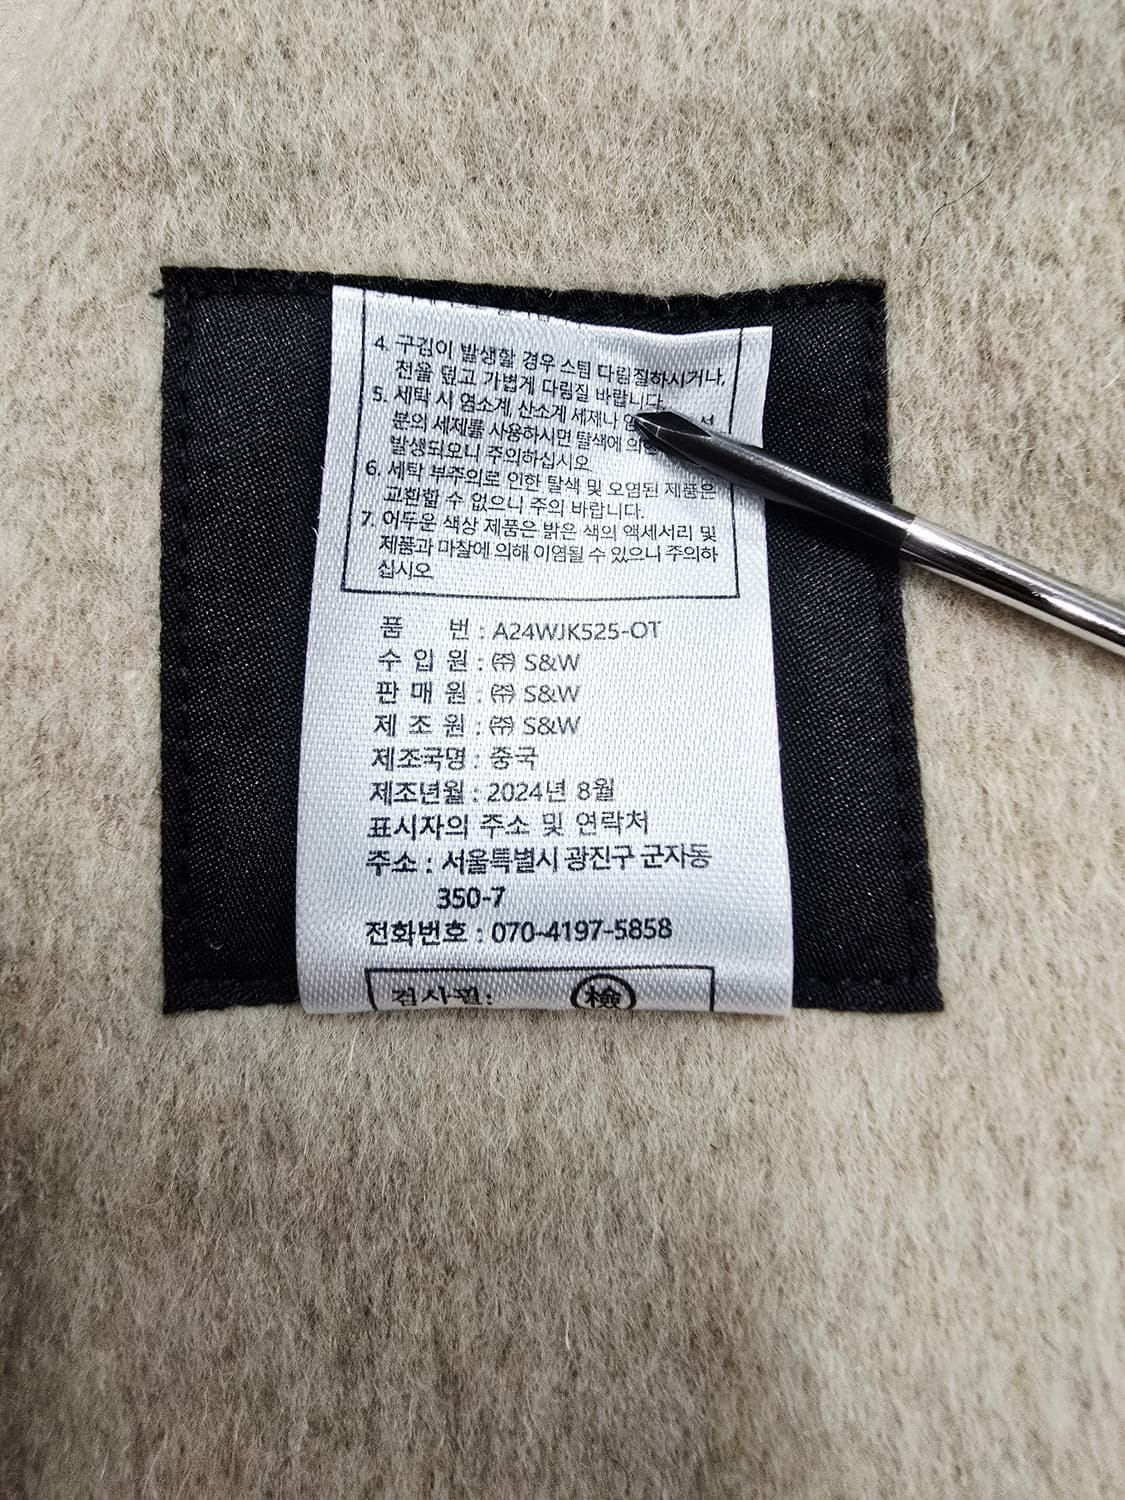 4. 구김이 발생할 경우 스팀 다림질하시거나,
천을 덮고 가볍게 다림질 바랍니다.
5. 세탁 시 염소계, 산소계 세제나
분의 세제를 사용하시면 탈색에
발생되오니 주의하십시오.
6. 세탁 부주의로 인한 탈색 및 오염된 제품은
교환할 수 없으니 주의 바랍니다.
7. 어두운 색상 제품은 밝은 색의 액세서리 및
제품과 마찰에 의해 이염될 수 있으니 주의하
십시오.
품 번 : A24WJK525-OT
수 입 원 : ㈜ S&W
판 매 원 : ㈜ S&W
제 조 원 : ㈜ S&W
제조국명 : 중국
제조년월 : 2024년 8월
표시자의 주소 및 연락처
주소 : 서울특별시 광진구 군자동
350-7
전화번호 : 070-4197-5858
검사필: 檢